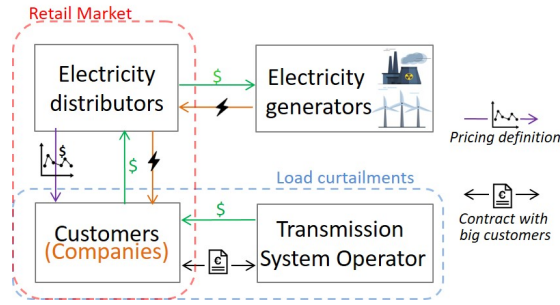 Retail Market
Electricity
distributors
$
Electricity
generators
$
$
Pricing definition
Load curtailments
Customers
(Companies)
$
c
Transmission
System Operator
c
Contract with
big customers